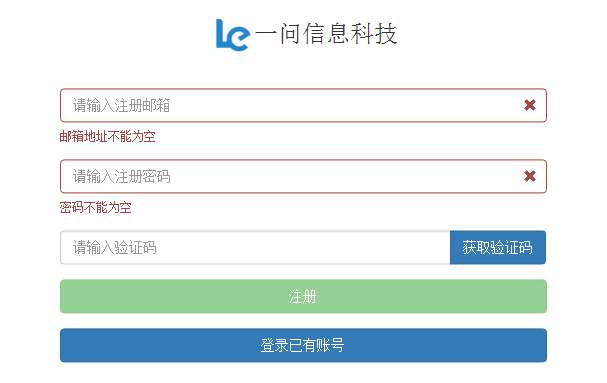 Le 一问信息科技
请输入注册邮箱
邮箱地址不能为空
请输入注册密码
密码不能为空
请输入验证码 获取验证码
注册
登录已有账号